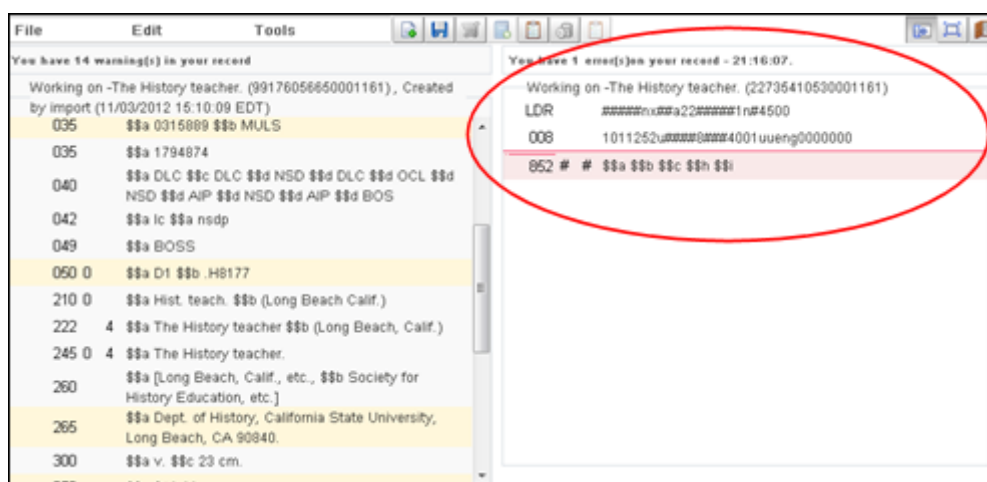 File Edit Tools
You have 14 warning(s) in your record
Working on -The History teacher. (99176056650001161), Created
by import (11/03/2012 15:10:09 EDT)
035 $$a 0315889 $$b MULS
035 $$a 1794874
040 $$a DLC $$c DLC $$d NSD $$d DLC $$d OCL $$d
NSD $$d AIP $$d NSD $$d AIP $$d BOS
042 $$a lc $$a nsdp
049 $$a BOSS
050 0 $$a D1 $$b .H8177
210 0 $$a Hist. teach. $$b (Long Beach Calif.)
222 4 $$a The History teacher $$b (Long Beach, Calif.)
245 0 4 $$a The History teacher.
260 $$a [Long Beach, Calif., etc., $$b Society for
History Education, etc.]
265 $$a Dept. of History, California State University,
Long Beach, CA 90840.
300 $$a v. $$c 23 cm.
You have 1 error(s)on your record - 21:16:07.
Working on -The History teacher. (22735410530001161)
LDR #####nx##a22#####1n#4500
008 1011252u####8###4001uueng0000000
852 # # $$a $$b $$c $$h $$i